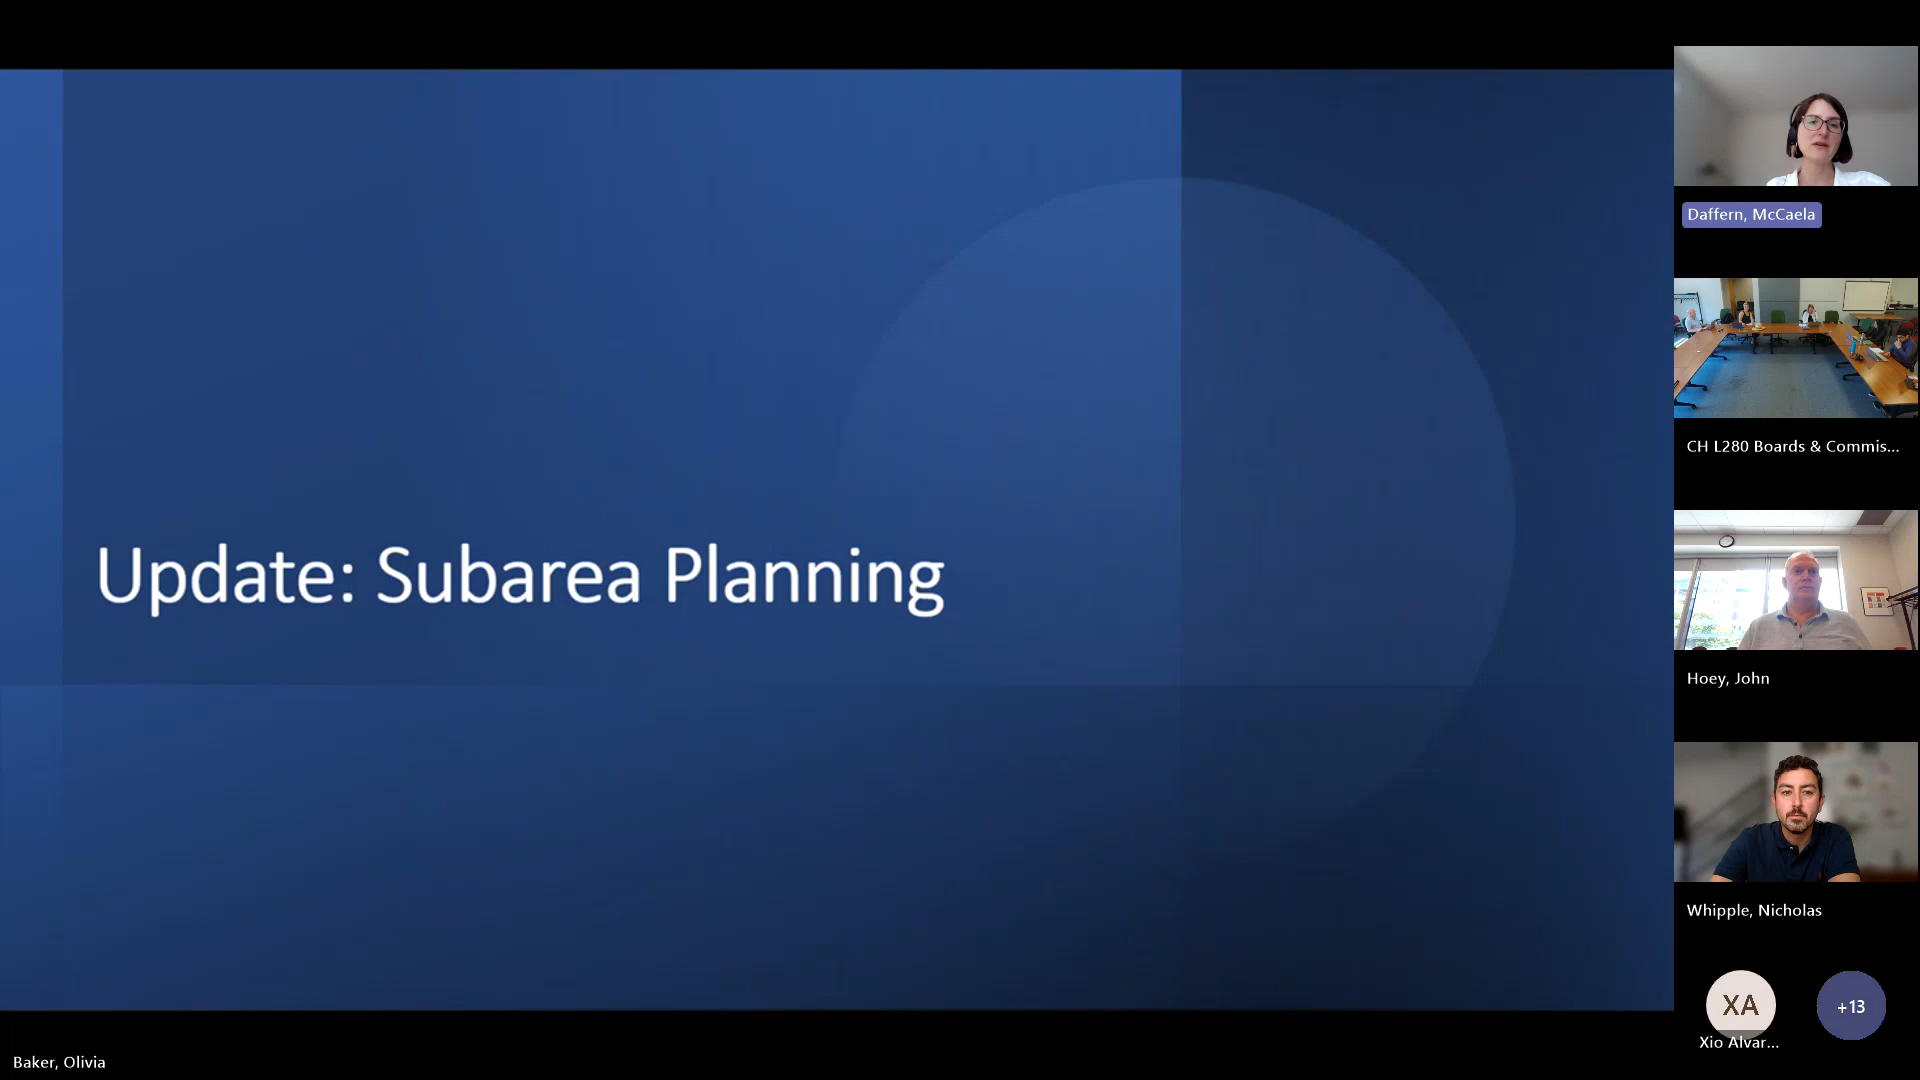 Update: Subarea Planning
Daffern, McCaela
CH L280 Boards & Commis...
Hoey, John
Whipple, Nicholas
XA
+13
Xio Alvar...
Baker, Olivia